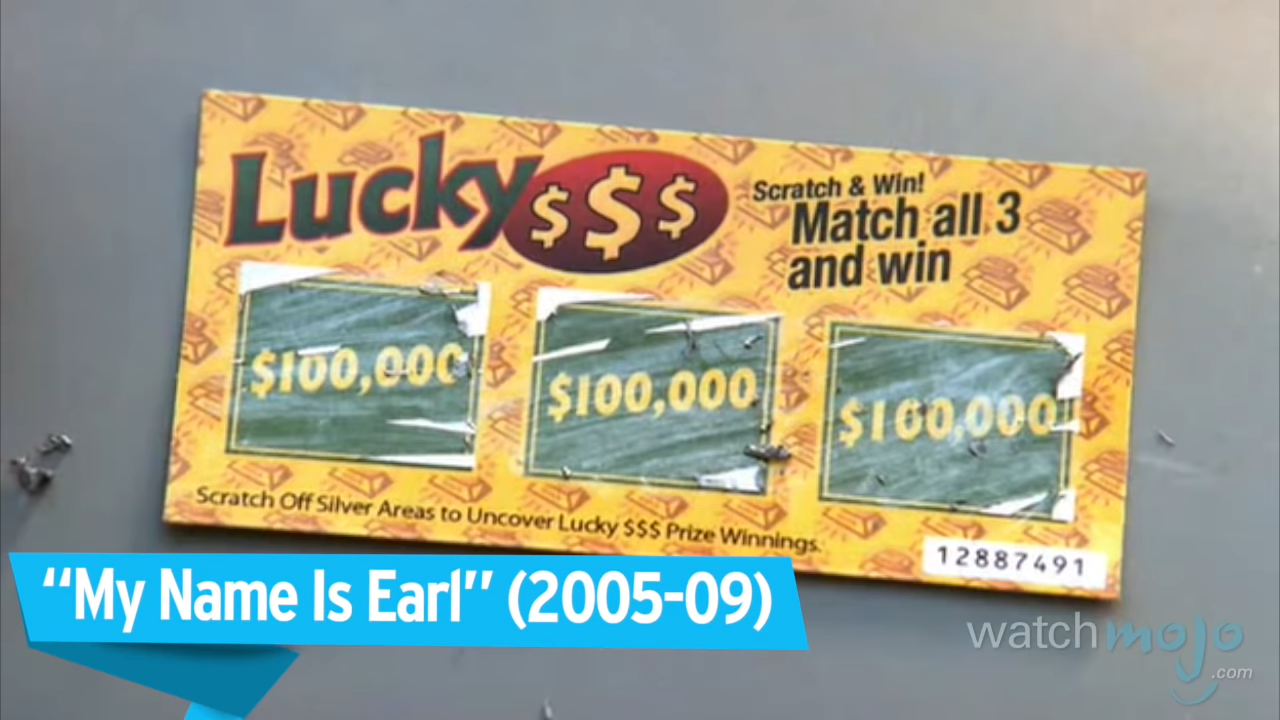 Lucky $$$
Scratch & Win!
Match all 3
and win
$100,000
$100,000
$100,000
Scratch Off Silver Areas to Uncover Lucky $$$ Prize Winnings.
12887491
“My Name Is Earl” (2005-09)
watchmojo
.com